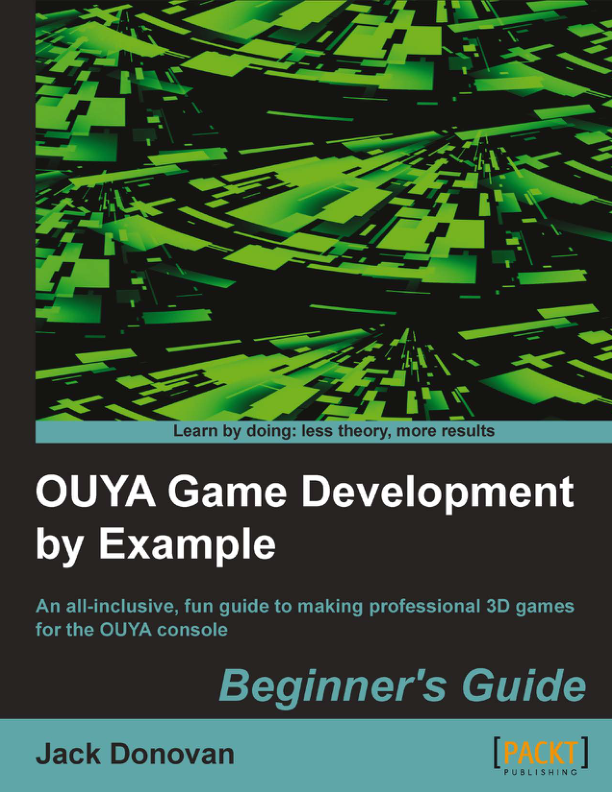 Learn by doing: less theory, more results
OUYA Game Development
by Example
An all-inclusive, fun guide to making professional 3D games
for the OUYA console
Beginner's Guide
Jack Donovan
[PACKT]
PUBLISHING